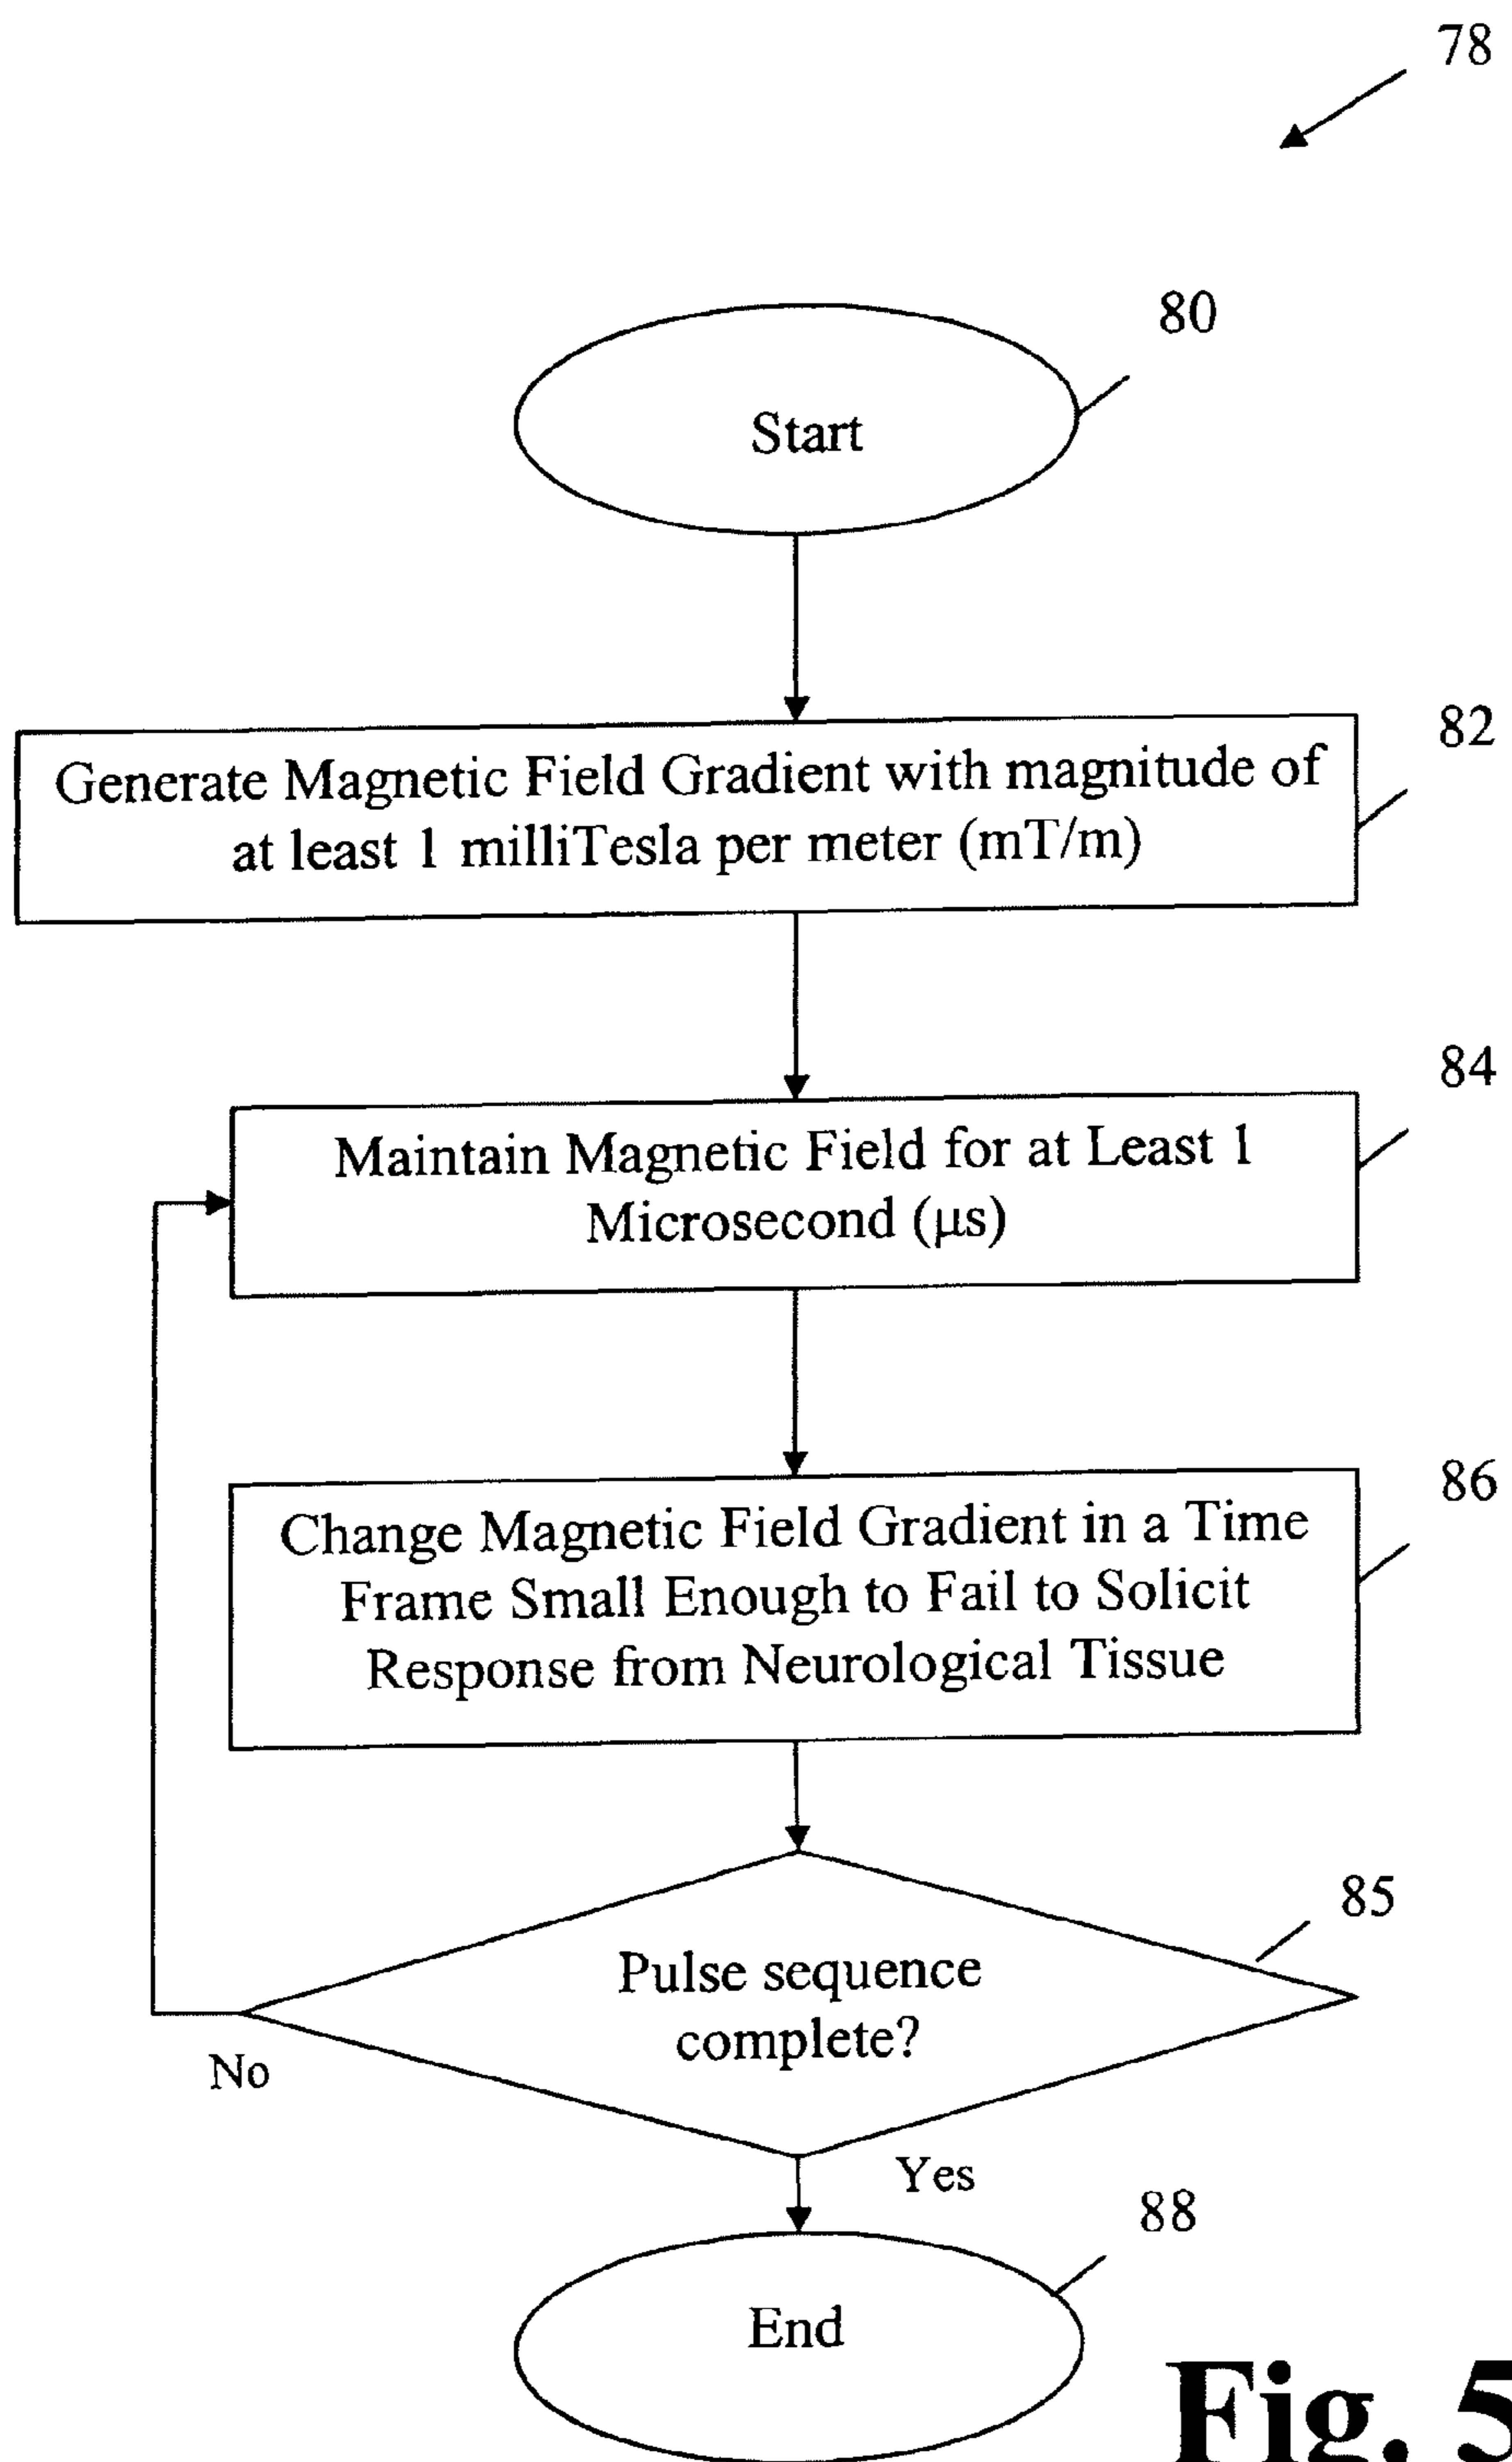 78
80
Start
82
Generate Magnetic Field Gradient with magnitude of
at least 1 milliTesla per meter (mT/m)
84
Maintain Magnetic Field for at Least 1
Microsecond (μs)
86
Change Magnetic Field Gradient in a Time
Frame Small Enough to Fail to Solicit
Response from Neurological Tissue
85
Pulse sequence
complete?
No
Yes
88
End
Fig. 5